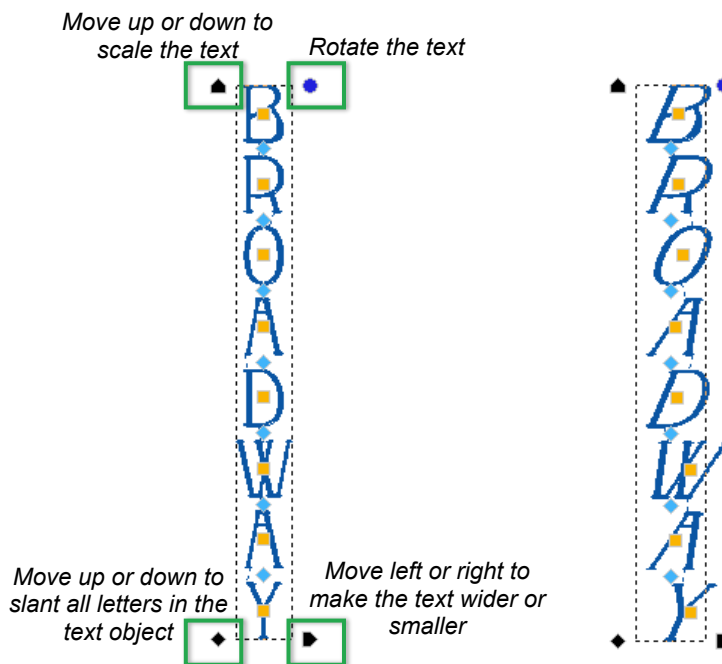 Move up or down to
scale the text
Rotate the text
B
R
O
A
D
W
A
Y
Move up or down to
slant all letters in the
text object
Move left or right to
make the text wider or
smaller
B
R
O
A
D
W
A
Y